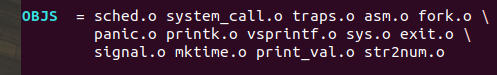 OBJS = sched.o system_call.o traps.o asm.o fork.o \
panic.o printk.o vsprintf.o sys.o exit.o \
signal.o mktime.o print_val.o str2num.o